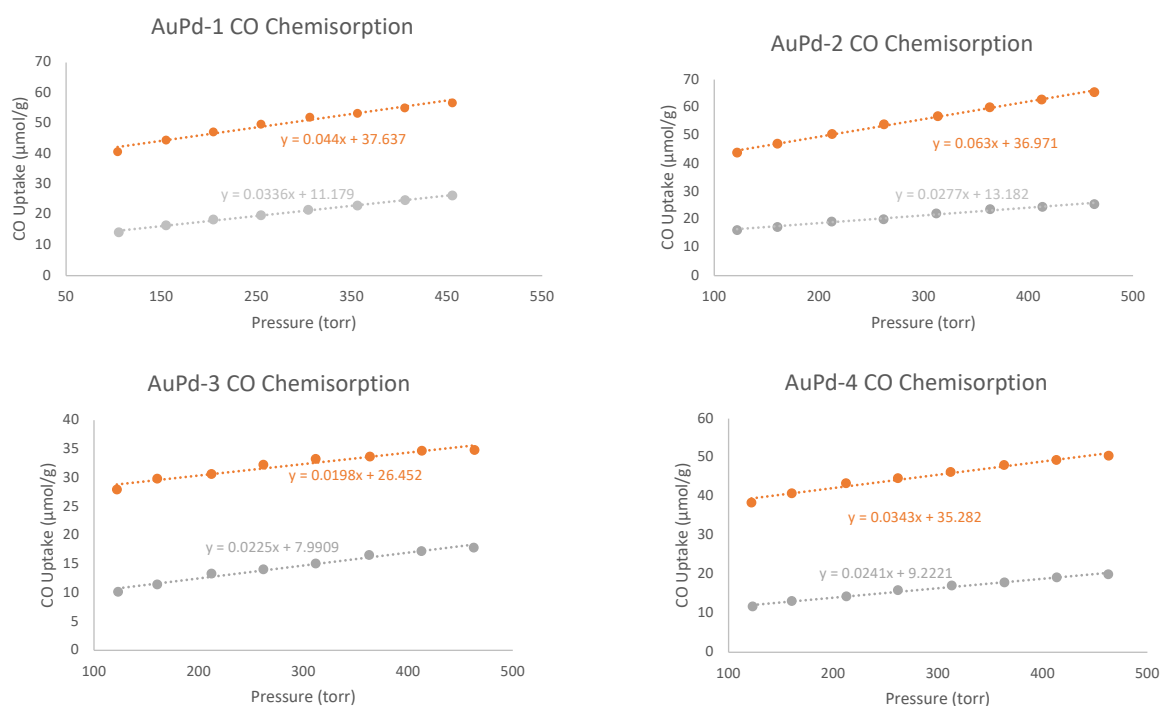 AuPd-1 CO Chemisorption
CO Uptake (µmol/g)
70
60
50
40
30
20
10
0
y = 0.044x + 37.637
y = 0.0336x + 11.179
50 150 250 350 450 550
Pressure (torr)
AuPd-2 CO Chemisorption
CO Uptake (µmol/g)
70
60
50
40
30
20
10
0
y = 0.063x + 36.971
y = 0.0277x + 13.182
100 200 300 400 500
Pressure (torr)
AuPd-3 CO Chemisorption
CO Uptake (µmol/g)
40
35
30
25
20
15
10
5
0
y = 0.0198x + 26.452
y = 0.0225x + 7.9909
100 200 300 400 500
Pressure (torr)
AuPd-4 CO Chemisorption
CO Uptake (µmol/g)
60
50
40
30
20
10
0
y = 0.0343x + 35.282
y = 0.0241x + 9.2221
100 200 300 400 500
Pressure (torr)